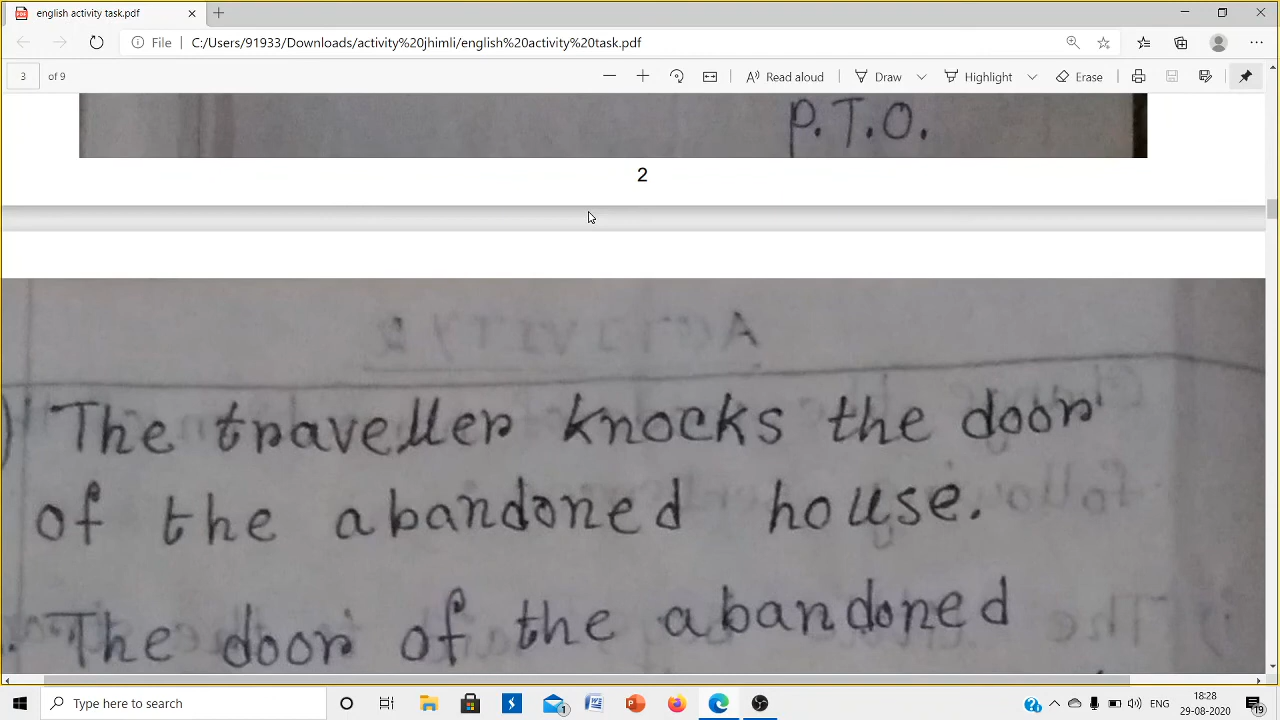 english activity task.pdf
File C:/Users/91933/Downloads/activity%20jhimli/english%20activity%20task.pdf
3 of 9 Read aloud Draw Highlight Erase
P.T.O.
2
ACTIVITY 2
The traveller knocks the door
of the abandoned house.
The door of the abandoned
Type here to search
ENG
18:28
29-08-2020
19